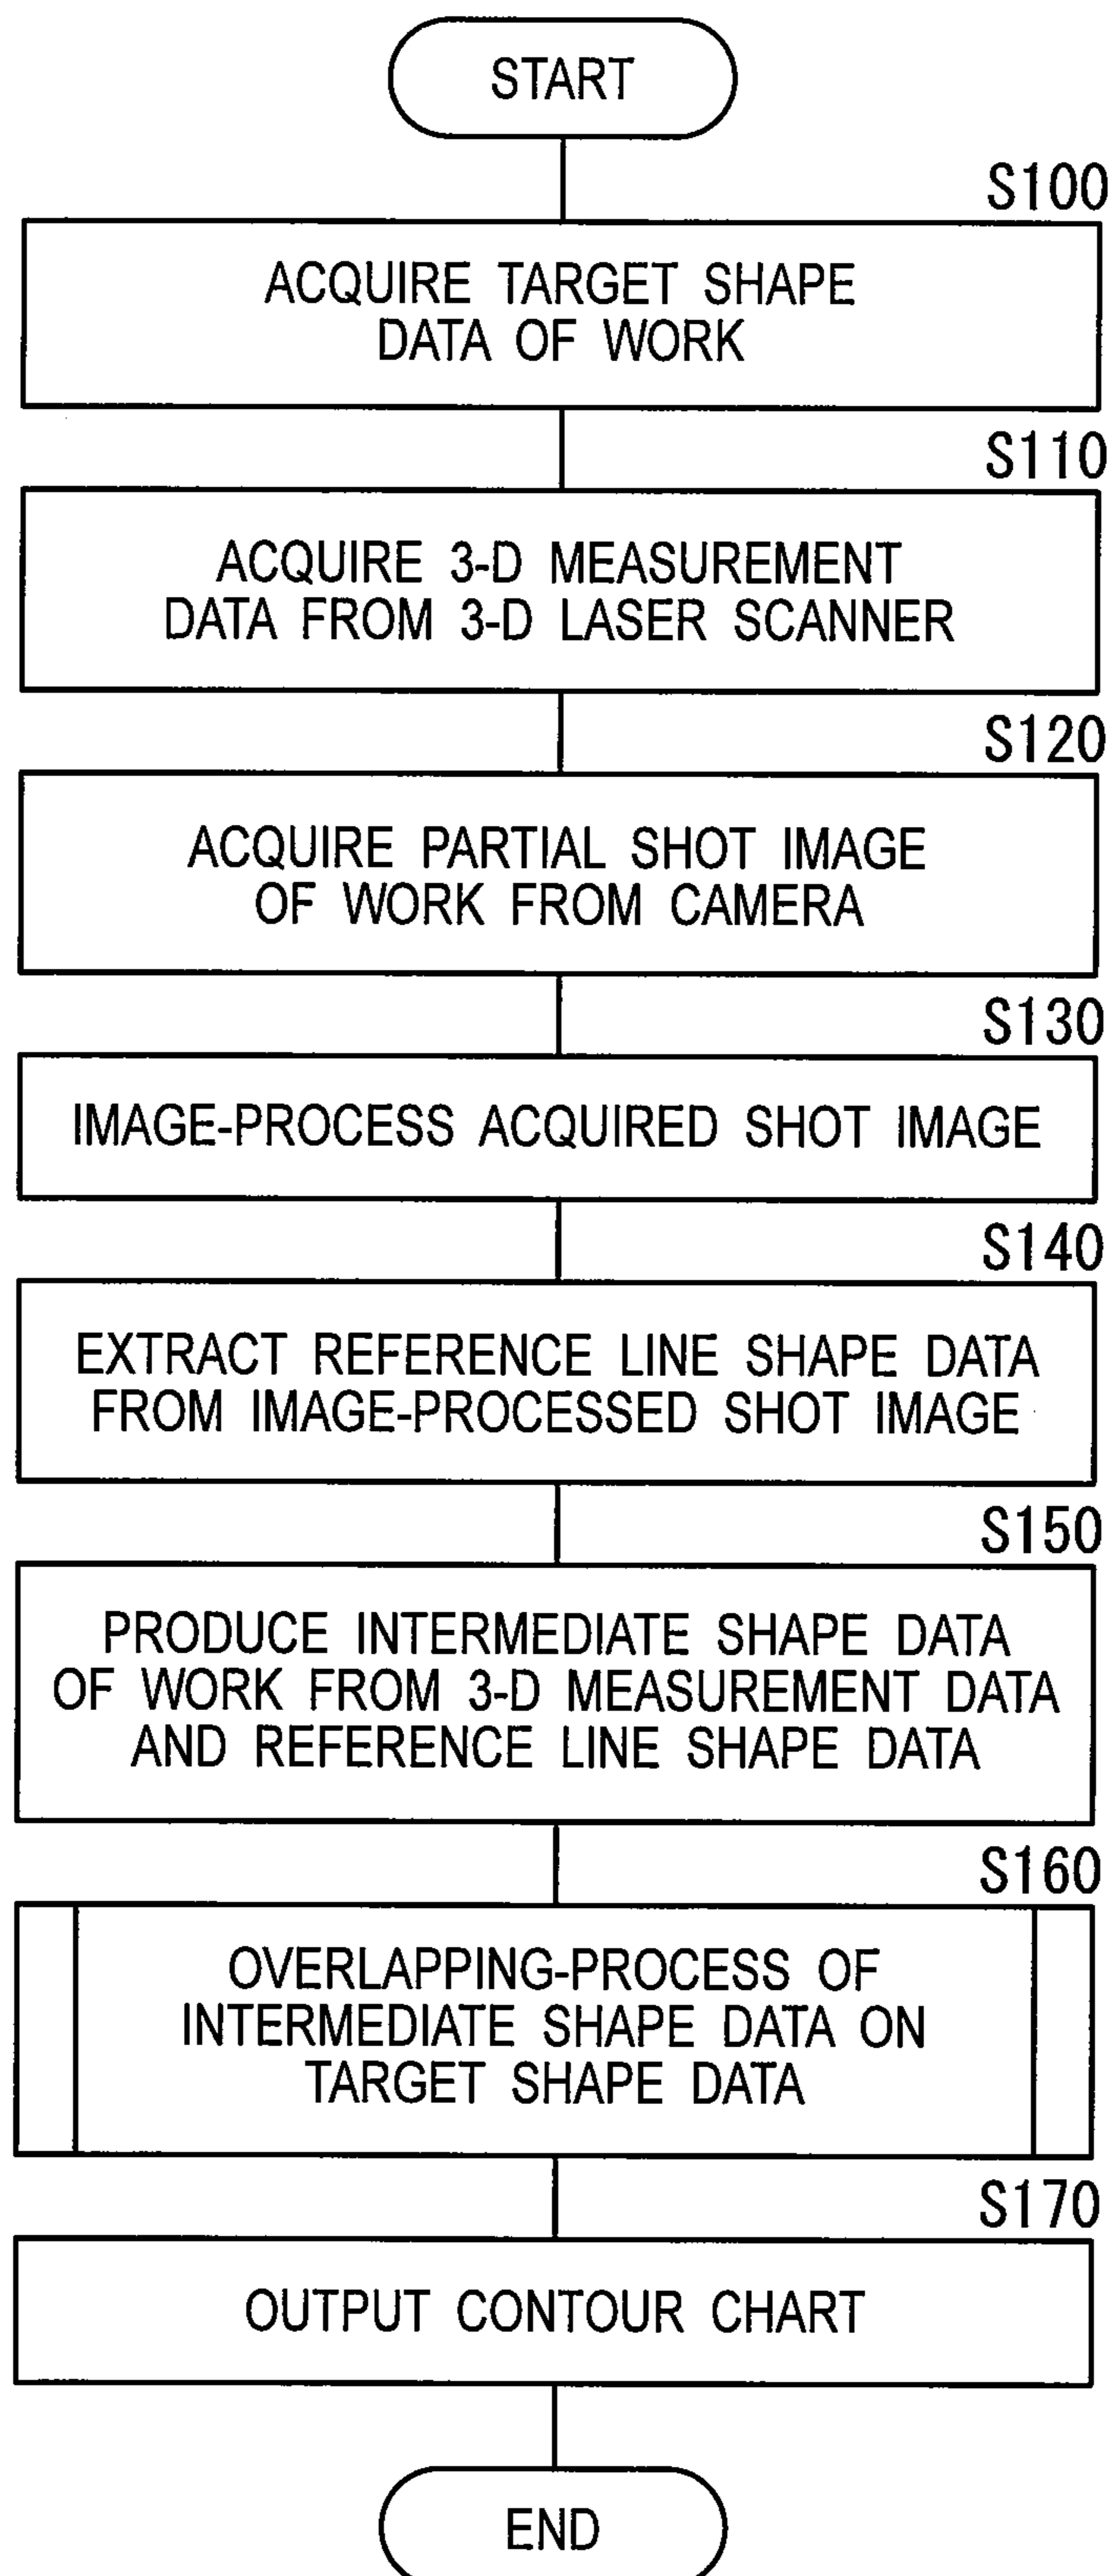 START
S100
ACQUIRE TARGET SHAPE
DATA OF WORK
S110
ACQUIRE 3-D MEASUREMENT
DATA FROM 3-D LASER SCANNER
S120
ACQUIRE PARTIAL SHOT IMAGE
OF WORK FROM CAMERA
S130
IMAGE-PROCESS ACQUIRED SHOT IMAGE
S140
EXTRACT REFERENCE LINE SHAPE DATA
FROM IMAGE-PROCESSED SHOT IMAGE
S150
PRODUCE INTERMEDIATE SHAPE DATA
OF WORK FROM 3-D MEASUREMENT DATA
AND REFERENCE LINE SHAPE DATA
S160
OVERLAPPING-PROCESS OF
INTERMEDIATE SHAPE DATA ON
TARGET SHAPE DATA
S170
OUTPUT CONTOUR CHART
END